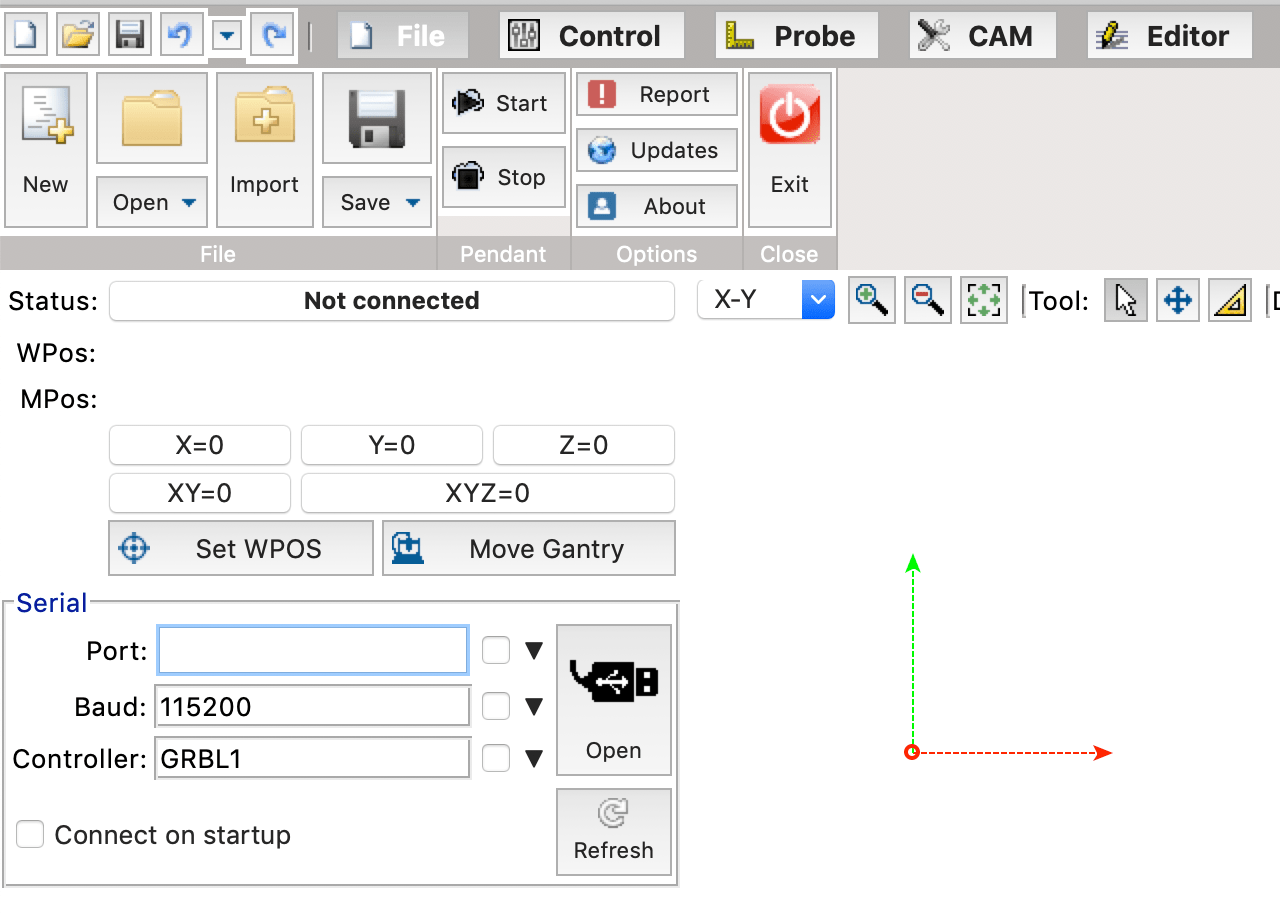 File Control Probe CAM Editor
New Open Import Save Start Stop Report Updates About Exit
File Pendant Options Close
Status: Not connected X-Y Tool:
WPos:
MPos:
X=0 Y=0 Z=0
XY=0 XYZ=0
Set WPOS Move Gantry
Serial
Port:
Baud: 115200
Controller: GRBL1
Open
Connect on startup
Refresh